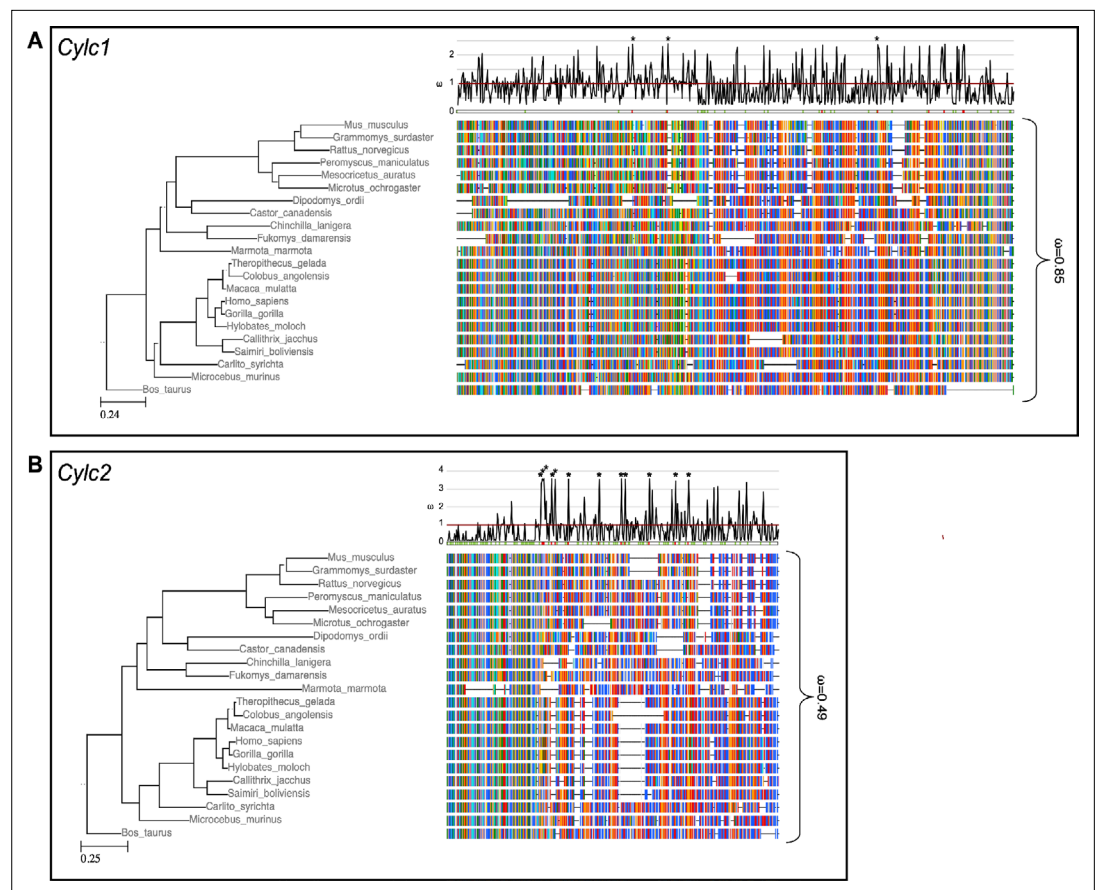 A
Cylc1
*
*
*
2
1
0
ω
Mus_musculus
Grammomys_surdaster
Rattus_norvegicus
Peromyscus_maniculatus
Mesocricetus_auratus
Microtus_ochrogaster
Dipodomys_ordii
Castor_canadensis
Chinchilla_lanigera
Fukomys_damarensis
Marmota_marmota
Theropithecus_gelada
Colobus_angolensis
Macaca_mulatta
Homo_sapiens
Gorilla_gorilla
Hylobates_moloch
Callithrix_jacchus
Saimiri_boliviensis
Carlito_syrichta
Microcebus_murinus
Bos_taurus
0.24
ω=0.85
B
Cylc2
4
3
2
1
0
ω
Mus_musculus
Grammomys_surdaster
Rattus_norvegicus
Peromyscus_maniculatus
Mesocricetus_auratus
Microtus_ochrogaster
Dipodomys_ordii
Castor_canadensis
Chinchilla_lanigera
Fukomys_damarensis
Marmota_marmota
Theropithecus_gelada
Colobus_angolensis
Macaca_mulatta
Homo_sapiens
Gorilla_gorilla
Hylobates_moloch
Callithrix_jacchus
Saimiri_boliviensis
Carlito_syrichta
Microcebus_murinus
Bos_taurus
0.25
ω=0.49